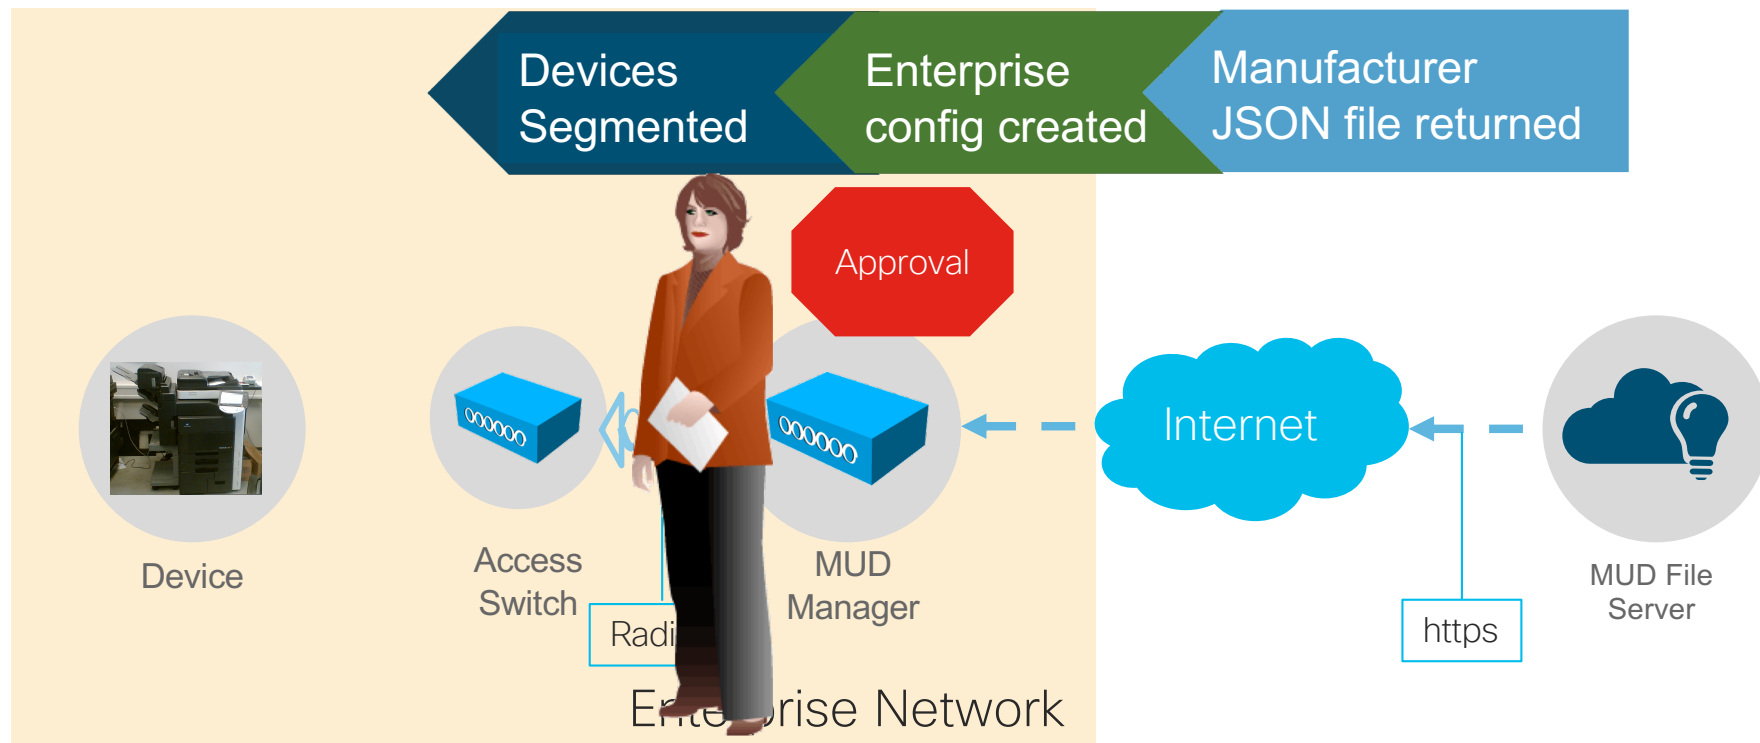 Devices
Segmented
Enterprise
config created
Manufacturer
JSON file returned
Approval
Internet
Device
Access
Switch
MUD
Manager
MUD File
Server
https
Network